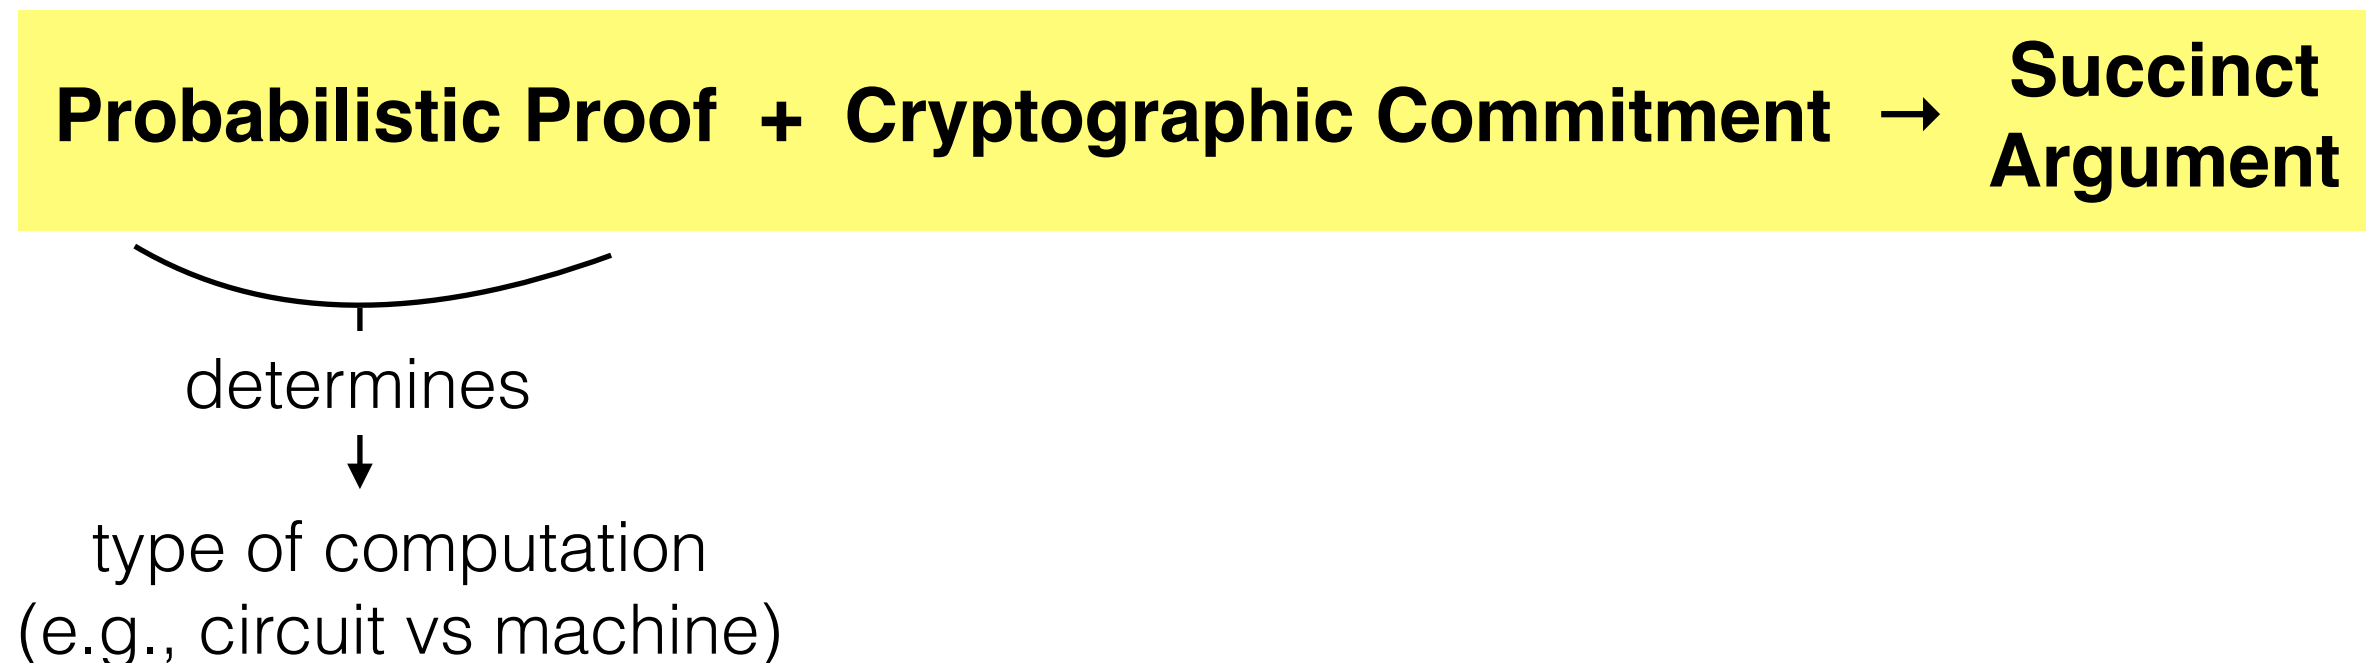 Probabilistic Proof + Cryptographic Commitment → Succinct Argument
determines
type of computation
(e.g., circuit vs machine)